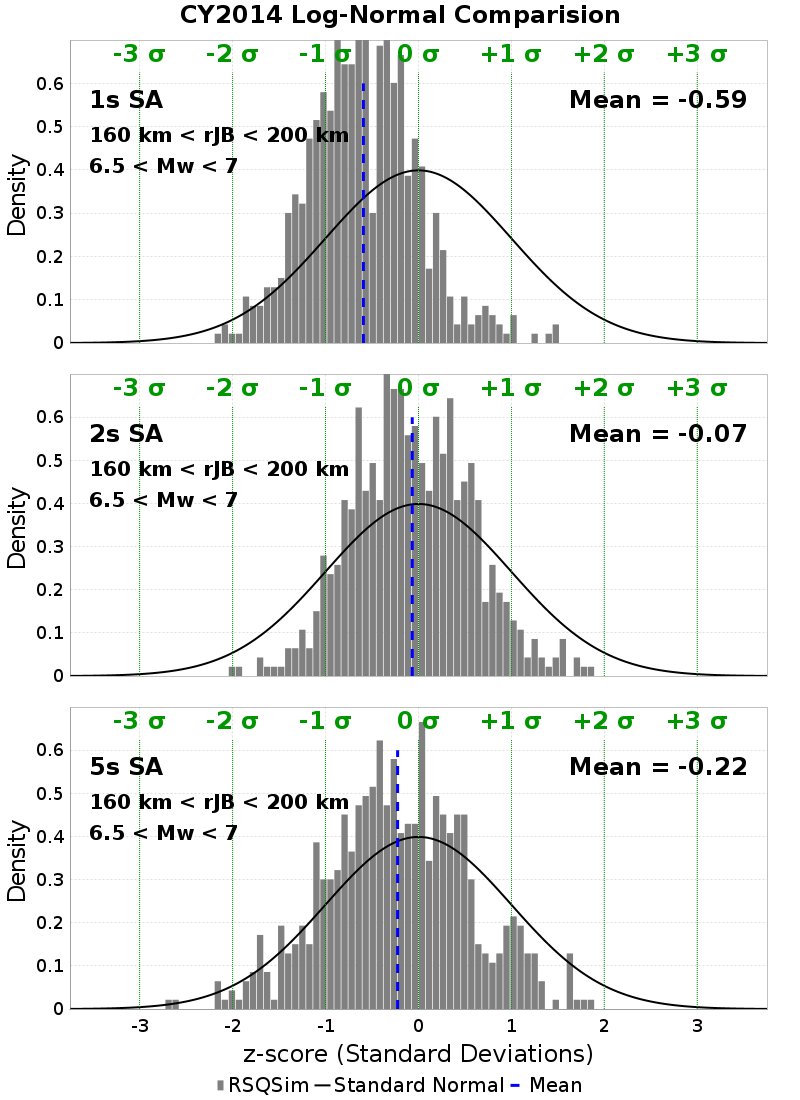 CY2014 Log-Normal Comparision
-3 σ -2 σ -1 σ 0 σ +1 σ +2 σ +3 σ
1s SA Mean = -0.59
160 km < rJB < 200 km
6.5 < Mw < 7
0.6
0.5
0.4
0.3
0.2
0.1
0
Density
-3 σ -2 σ -1 σ 0 σ +1 σ +2 σ +3 σ
2s SA Mean = -0.07
160 km < rJB < 200 km
6.5 < Mw < 7
0.6
0.5
0.4
0.3
0.2
0.1
0
Density
-3 σ -2 σ -1 σ 0 σ +1 σ +2 σ +3 σ
5s SA Mean = -0.22
160 km < rJB < 200 km
6.5 < Mw < 7
0.6
0.5
0.4
0.3
0.2
0.1
0
Density
-3 -2 -1 0 1 2 3
z-score (Standard Deviations)
RSQSim Standard Normal Mean